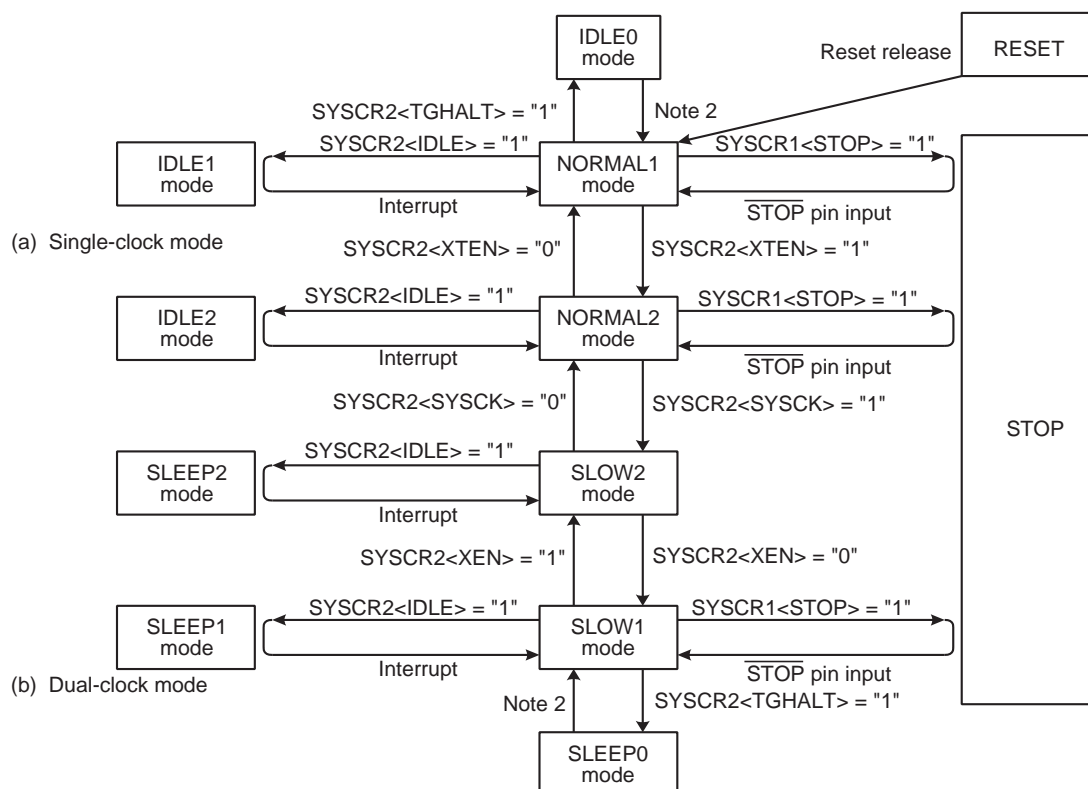 IDLE0
mode
RESET
Reset release
SYSCR2<TGHALT> = "1"
Note 2
SYSCR2<IDLE> = "1"
SYSCR1<STOP> = "1"
IDLE1
mode
NORMAL1
mode
Interrupt
STOP pin input
(a) Single-clock mode
SYSCR2<XTEN> = "0"
SYSCR2<XTEN> = "1"
SYSCR2<IDLE> = "1"
SYSCR1<STOP> = "1"
IDLE2
mode
NORMAL2
mode
Interrupt
STOP pin input
SYSCR2<SYSCK> = "0"
SYSCR2<SYSCK> = "1"
STOP
SYSCR2<IDLE> = "1"
SLEEP2
mode
SLOW2
mode
Interrupt
SYSCR2<XEN> = "1"
SYSCR2<XEN> = "0"
SYSCR2<IDLE> = "1"
SYSCR1<STOP> = "1"
SLEEP1
mode
SLOW1
mode
Interrupt
STOP pin input
(b) Dual-clock mode
Note 2
SYSCR2<TGHALT> = "1"
SLEEP0
mode